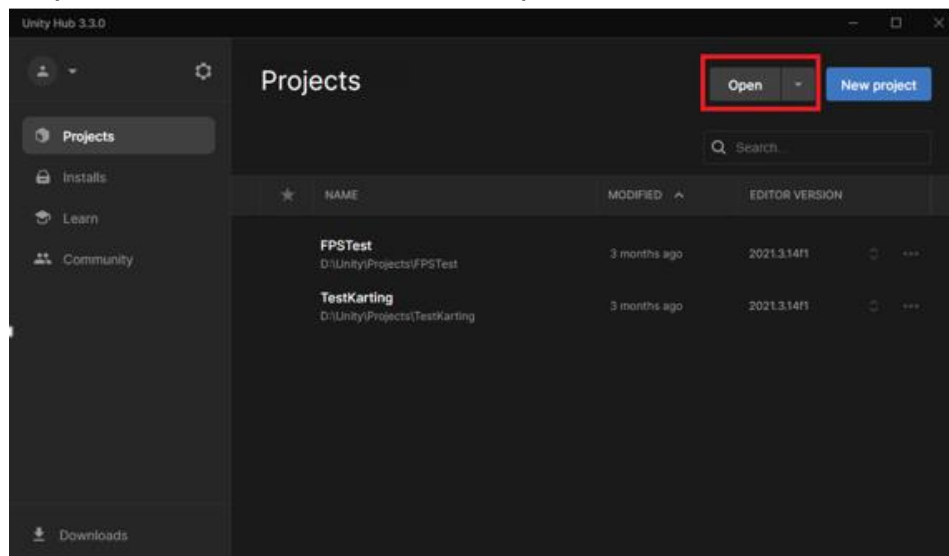 Unity Hub 3.3.0
Projects
Open
New project
Projects
Search...
Installs
NAME
MODIFIED
EDITOR VERSION
Learn
FPSTest
3 months ago
2021.3.14f1
Community
D:\Unity\Projects\FPSTest
TestKarting
3 months ago
2021.3.14f1
D:\Unity\Projects\TestKarting
Downloads